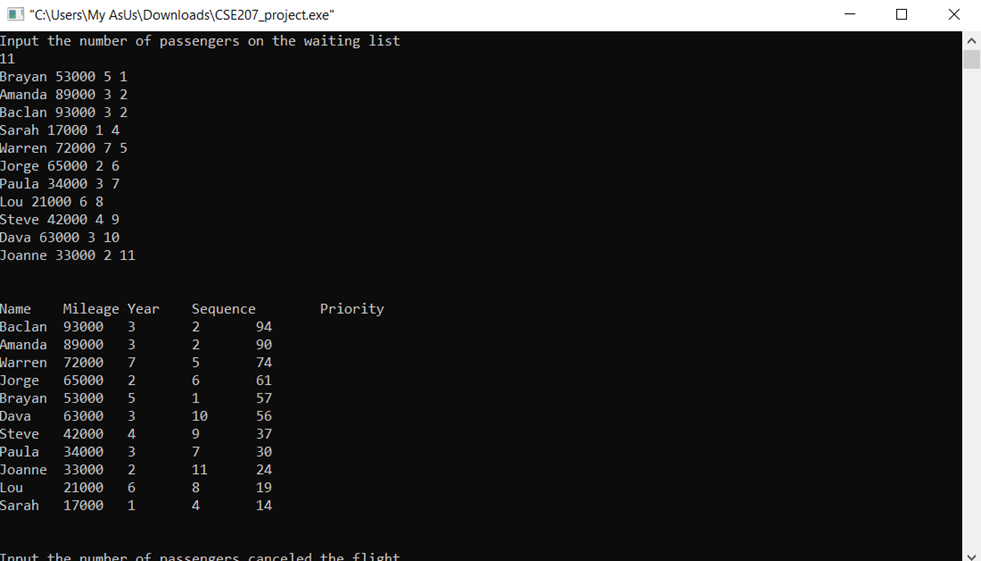 "C:\Users\My AsUs\Downloads\CSE207_project.exe"
Input the number of passengers on the waiting list
11
Brayan 53000 5 1
Amanda 89000 3 2
Baclan 93000 3 2
Sarah 17000 1 4
Warren 72000 7 5
Jorge 65000 2 6
Paula 34000 3 7
Lou 21000 6 8
Steve 42000 4 9
Dava 63000 3 10
Joanne 33000 2 11
Name Mileage Year Sequence Priority
Baclan 93000 3 2 94
Amanda 89000 3 2 90
Warren 72000 7 5 74
Jorge 65000 2 6 61
Brayan 53000 5 1 57
Dava 63000 3 10 56
Steve 42000 4 9 37
Paula 34000 3 7 30
Joanne 33000 2 11 24
Lou 21000 6 8 19
Sarah 17000 1 4 14
Input the number of passengers canceled the flight